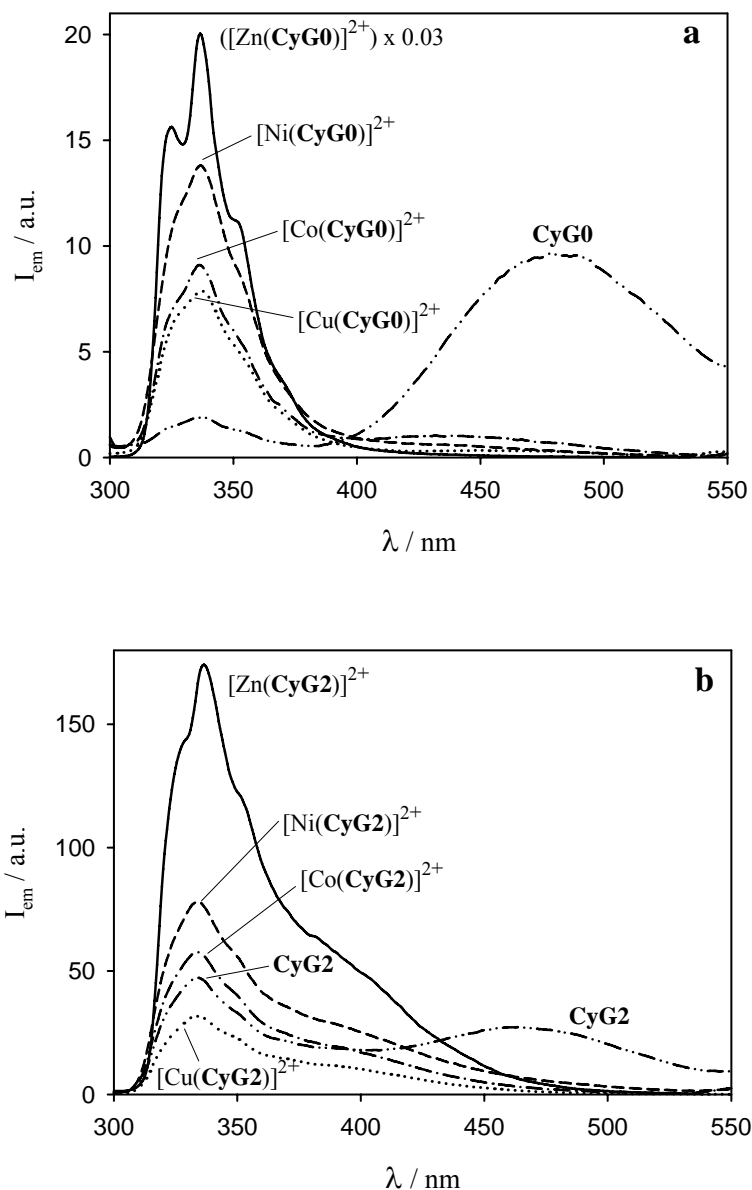 ([Zn(CyG0)]2+) x 0.03
a
20
[Ni(CyG0)]2+
15
[Co(CyG0)]2+
CyG0
10
[Cu(CyG0)]2+
5
0
Iem / a.u.
300 350 400 450 500 550
λ / nm
[Zn(CyG2)]2+
b
150
[Ni(CyG2)]2+
[Co(CyG2)]2+
100
CyG2
CyG2
50
[Cu(CyG2)]2+
0
Iem / a.u.
300 350 400 450 500 550
λ / nm